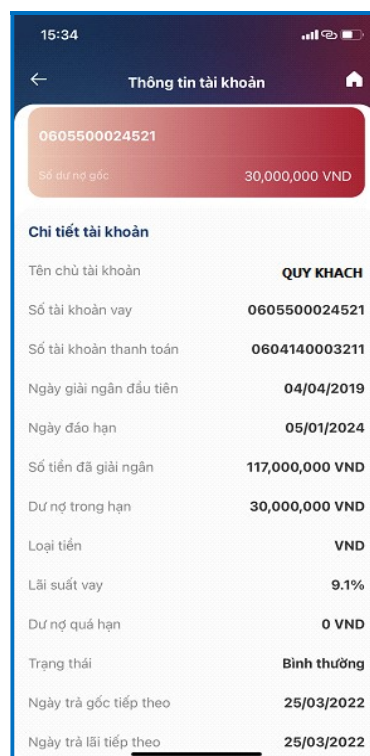 15:34
Thông tin tài khoản
0605500024521
Số dư nợ gốc 30,000,000 VND
Chi tiết tài khoản
Tên chủ tài khoản QUY KHACH
Số tài khoản vay 0605500024521
Số tài khoản thanh toán 0604140003211
Ngày giải ngân đầu tiên 04/04/2019
Ngày đáo hạn 05/01/2024
Số tiền đã giải ngân 117,000,000 VND
Dư nợ trong hạn 30,000,000 VND
Loại tiền VND
Lãi suất vay 9.1%
Dư nợ quá hạn 0 VND
Trạng thái Bình thường
Ngày trả gốc tiếp theo 25/03/2022
Ngày trả lãi tiếp theo 25/03/2022